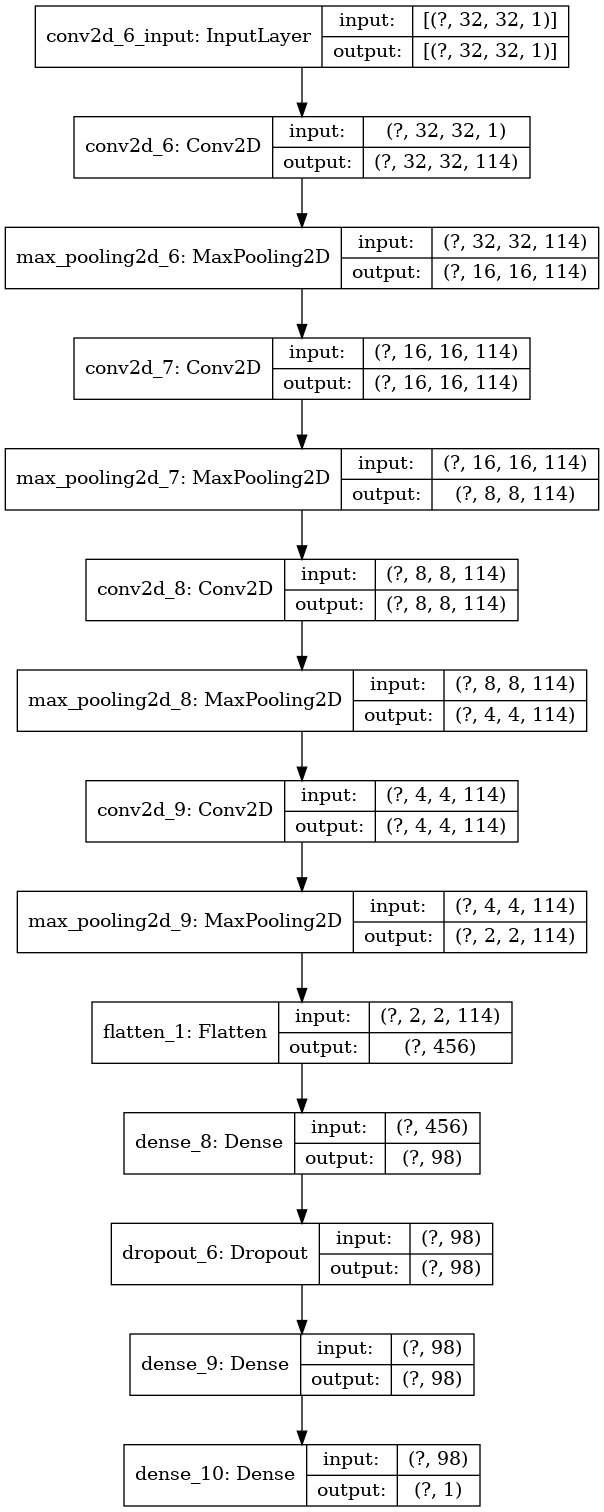 conv2d_6_input: InputLayer
input: [(?, 32, 32, 1)]
output: [(?, 32, 32, 1)]
conv2d_6: Conv2D
input: (?, 32, 32, 1)
output: (?, 32, 32, 114)
max_pooling2d_6: MaxPooling2D
input: (?, 32, 32, 114)
output: (?, 16, 16, 114)
conv2d_7: Conv2D
input: (?, 16, 16, 114)
output: (?, 16, 16, 114)
max_pooling2d_7: MaxPooling2D
input: (?, 16, 16, 114)
output: (?, 8, 8, 114)
conv2d_8: Conv2D
input: (?, 8, 8, 114)
output: (?, 8, 8, 114)
max_pooling2d_8: MaxPooling2D
input: (?, 8, 8, 114)
output: (?, 4, 4, 114)
conv2d_9: Conv2D
input: (?, 4, 4, 114)
output: (?, 4, 4, 114)
max_pooling2d_9: MaxPooling2D
input: (?, 4, 4, 114)
output: (?, 2, 2, 114)
flatten_1: Flatten
input: (?, 2, 2, 114)
output: (?, 456)
dense_8: Dense
input: (?, 456)
output: (?, 98)
dropout_6: Dropout
input: (?, 98)
output: (?, 98)
dense_9: Dense
input: (?, 98)
output: (?, 98)
dense_10: Dense
input: (?, 98)
output: (?, 1)